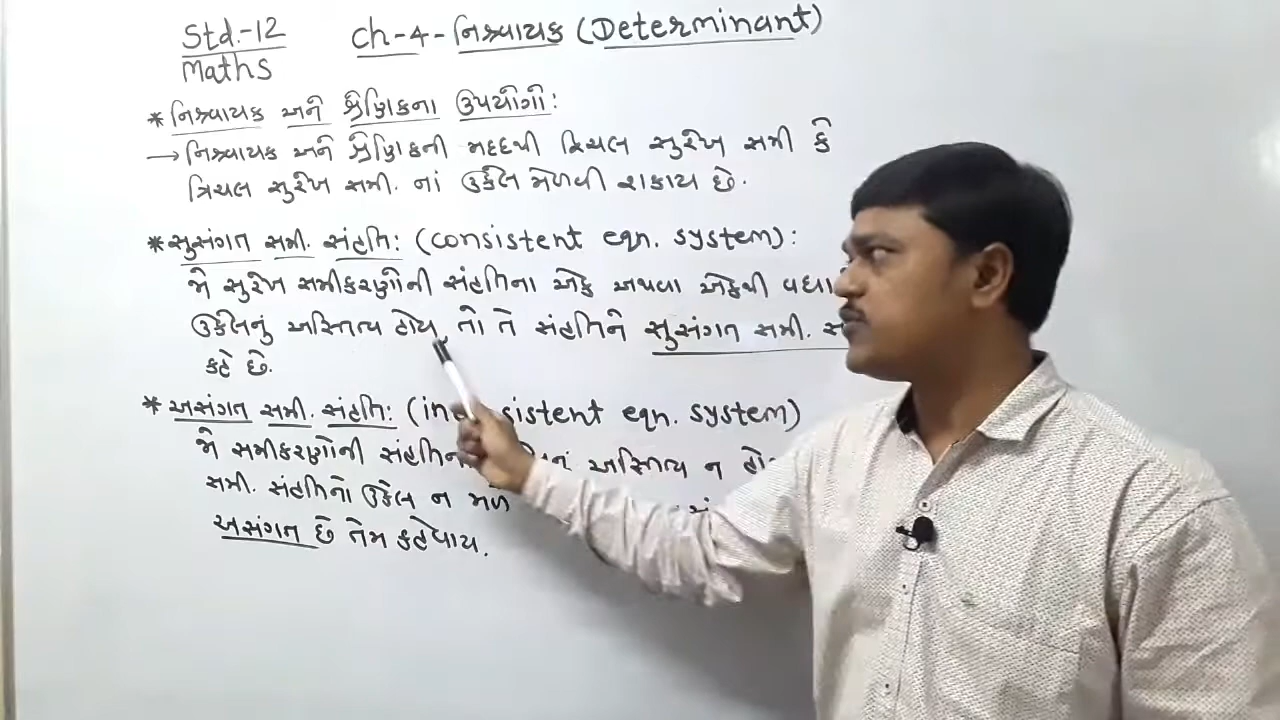 Std.-12 Ch-4-નિશ્ચાયક (Determinant)
Maths
* નિશ્ચાયક અને શ્રેણિકના ઉપયોગો:
→ નિશ્ચાયક અને શ્રેણિકની મદદથી દ્વિચલ સુરેખ સમી કે
ત્રિચલ સુરેખ સમી. નાં ઉકેલ મેળવી શકાય છે.
* સુસંગત સમી. સંહતિ: (consistent eqn. system):
જો સુરેખ સમીકરણોની સંહતિના એક અથવા એકથી વધા
ઉકેલનું અસ્તિત્વ હોય, તો તે સંહતિને સુસંગત સમી.
કહે છે.
* અસંગત સમી. સંહતિ: (inconsistent eqn. system)
જો સમીકરણોની અસ્તિત્વ ન
સમી. સંહતિનો ઉકેલ ન મળે
અસંગત છે તેમ કહેવાય.